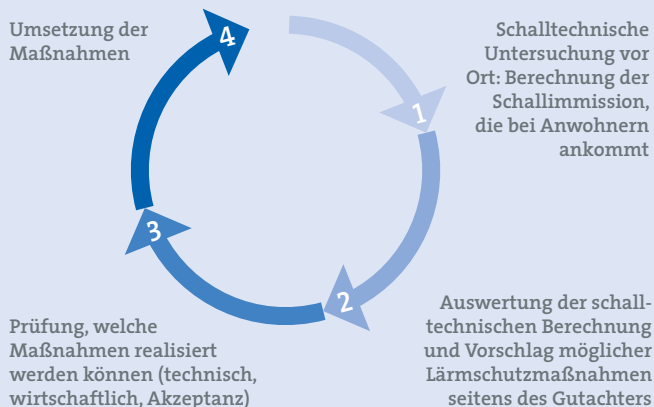 1
Schalltechnische
Untersuchung vor
Ort: Berechnung der
Schallimmission,
die bei Anwohnern
ankommt
2
Auswertung der schall-
technischen Berechnung
und Vorschlag möglicher
Lärmschutzmaßnahmen
seitens des Gutachters
3
Prüfung, welche
Maßnahmen realisiert
werden können (technisch,
wirtschaftlich, Akzeptanz)
4
Umsetzung der
Maßnahmen